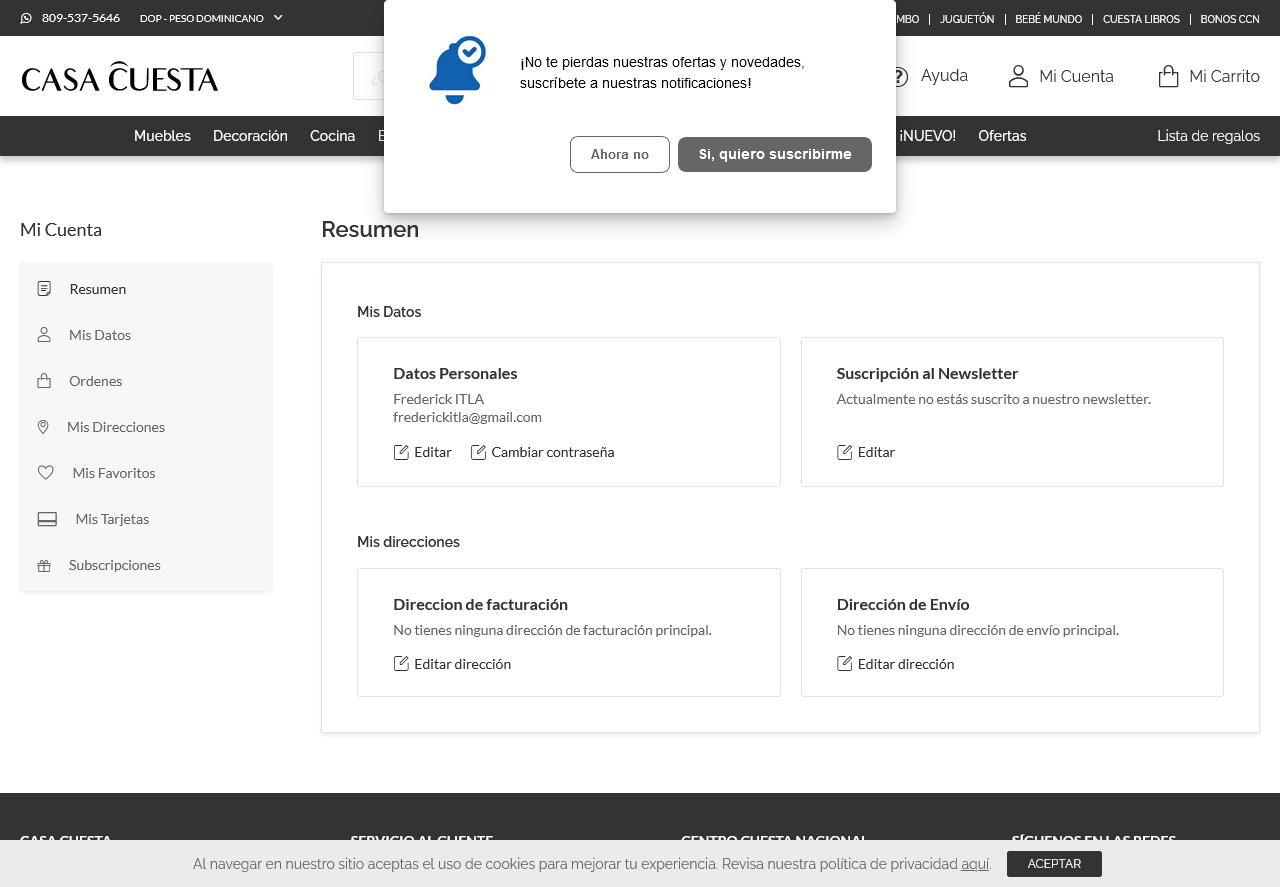 809-537-5646
DOP - PESO DOMINICANO
JUGUETÓN
BEBÉ MUNDO
CUESTA LIBROS
BONOS CCN
¡No te pierdas nuestras ofertas y novedades,
suscríbete a nuestras notificaciones!
Ahora no
Si, quiero suscribirme
CASA CUESTA
Ayuda
Mi Cuenta
Mi Carrito
Muebles
Decoración
Cocina
¡NUEVO!
Ofertas
Lista de regalos
Mi Cuenta
Resumen
Mis Datos
Ordenes
Mis Direcciones
Mis Favoritos
Mis Tarjetas
Subscripciones
Resumen
Mis Datos
Datos Personales
Frederick ITLA
frederickitla@gmail.com
Editar
Cambiar contraseña
Suscripción al Newsletter
Actualmente no estás suscrito a nuestro newsletter.
Editar
Mis direcciones
Direccion de facturación
No tienes ninguna dirección de facturación principal.
Editar dirección
Dirección de Envío
No tienes ninguna dirección de envío principal.
Editar dirección
CASA CUESTA
SERVICIO AL CLIENTE
CENTRO CUESTA NACIONAL
SÍGUENOS EN LAS REDES
Al navegar en nuestro sitio aceptas el uso de cookies para mejorar tu experiencia. Revisa nuestra política de privacidad aquí.
ACEPTAR